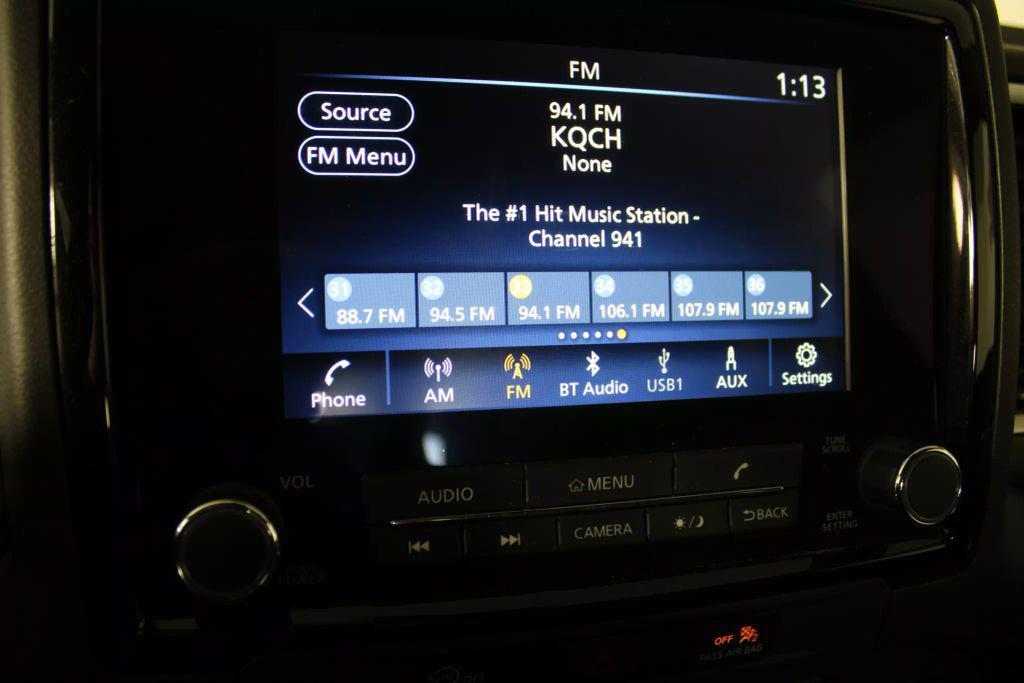 FM
1:13
Source
FM Menu
94.1 FM
KQCH
None
The #1 Hit Music Station -
Channel 941
31
32
33
34
35
36
88.7 FM
94.5 FM
94.1 FM
106.1 FM
107.9 FM
107.9 FM
Phone
AM
FM
BT Audio
USB1
AUX
Settings
VOL
AUDIO
MENU
TUNE
SCROLL
CAMERA
BACK
ENTER
SETTING
PUSH
POWER
OFF
PASS AIR BAG